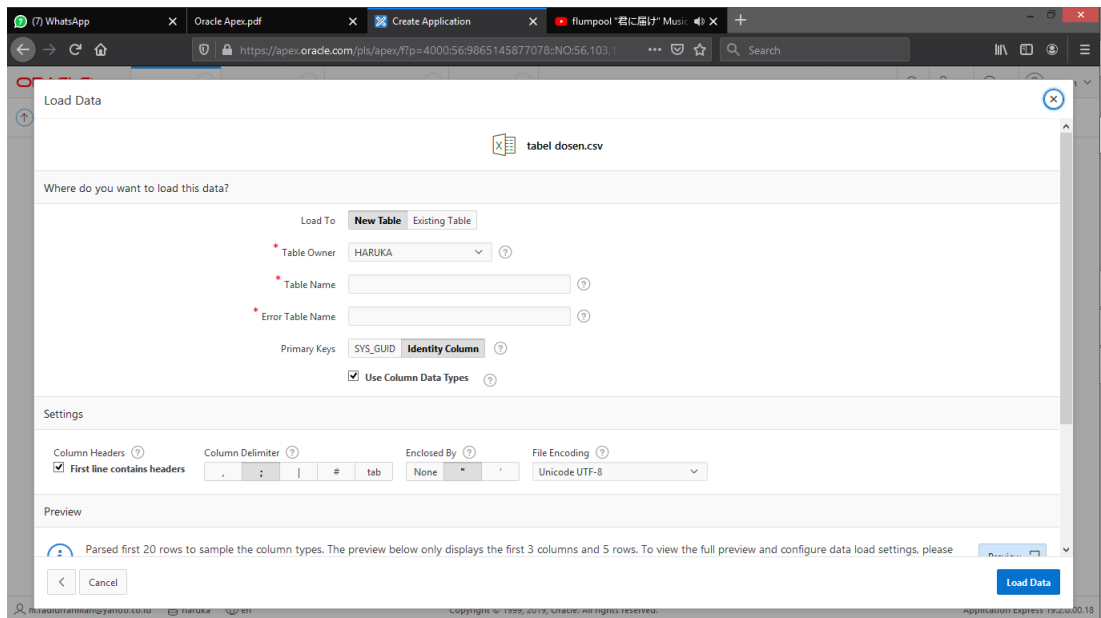 (7) WhatsApp
Oracle Apex.pdf
Create Application
flumpool "君に届け" Music
https://apex.oracle.com/pls/apex/f?p=4000:56:9865145877078::NO:56,103,1
Search
Load Data
tabel dosen.csv
Where do you want to load this data?
Load To New Table Existing Table
* Table Owner HARUKA ?
* Table Name ?
* Error Table Name ?
Primary Keys SYS_GUID Identity Column ?
Use Column Data Types ?
Settings
Column Headers ? Column Delimiter ? Enclosed By ? File Encoding ?
First line contains headers , ; | # tab None " ' Unicode UTF-8
Preview
Parsed first 20 rows to sample the column types. The preview below only displays the first 3 columns and 5 rows. To view the full preview and configure data load settings, please
Preview
Cancel
Load Data
haruka en Copyright © 1999, 2019, Oracle. All rights reserved. Application Express 19.2.0.00.18